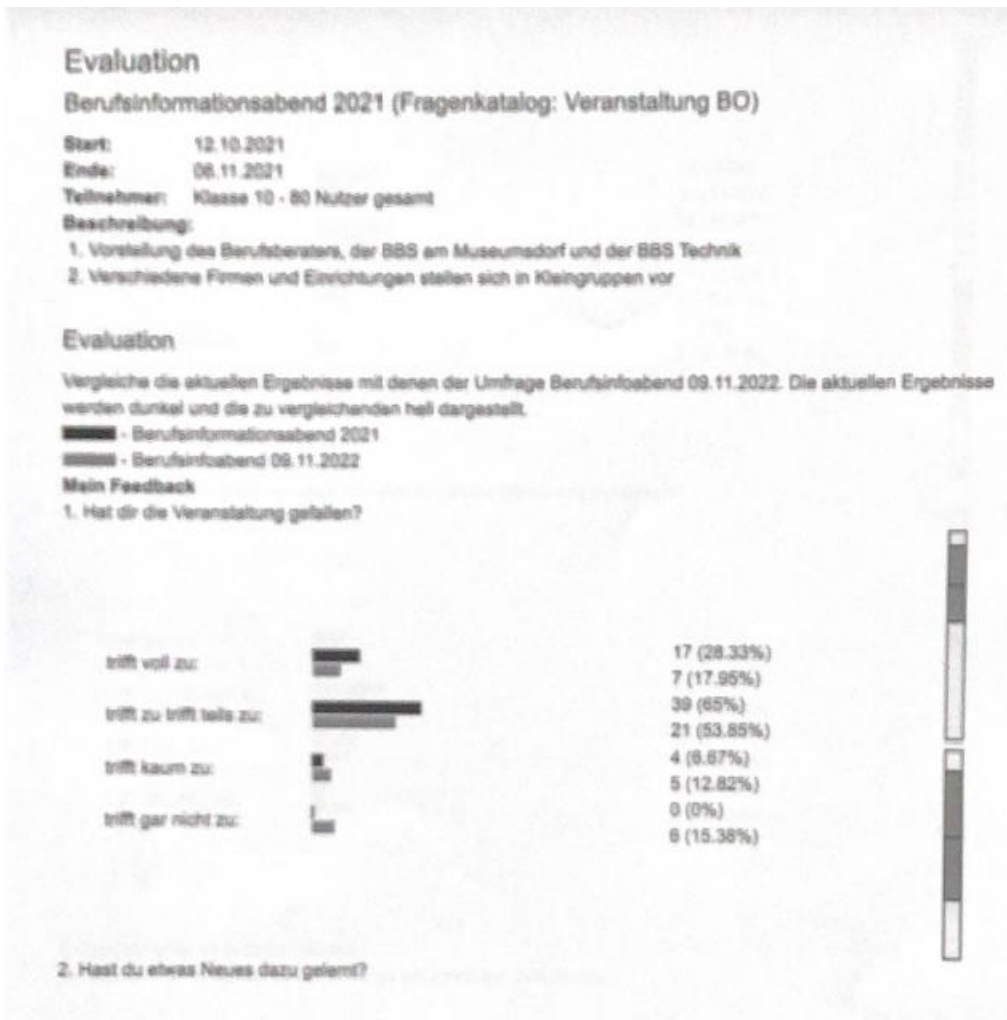 Evaluation
Berufsinformationsabend 2021 (Fragenkatalog: Veranstaltung BO)
Start: 12.10.2021
Ende: 08.11.2021
Teilnehmer: Klasse 10 - 80 Nutzer gesamt
Beschreibung:
1. Vorstellung des Berufsberaters, der BBS am Museumsdorf und der BBS Technik
2. Verschiedene Firmen und Einrichtungen stellen sich in Kleingruppen vor
Evaluation
Vergleiche die aktuellen Ergebnisse mit denen der Umfrage Berufsinfoabend 09.11.2022. Die aktuellen Ergebnisse
werden dunkel und die zu vergleichenden hell dargestellt.
- Berufsinformationsabend 2021
- Berufsinfoabend 09.11.2022
Mein Feedback
1. Hat dir die Veranstaltung gefallen?
trifft voll zu: 17 (28.33%)
7 (17.95%)
trifft zu trifft teils zu: 39 (65%)
21 (53.85%)
trifft kaum zu: 4 (6.67%)
5 (12.82%)
trifft gar nicht zu: 0 (0%)
6 (15.38%)
2. Hast du etwas Neues dazu gelernt?